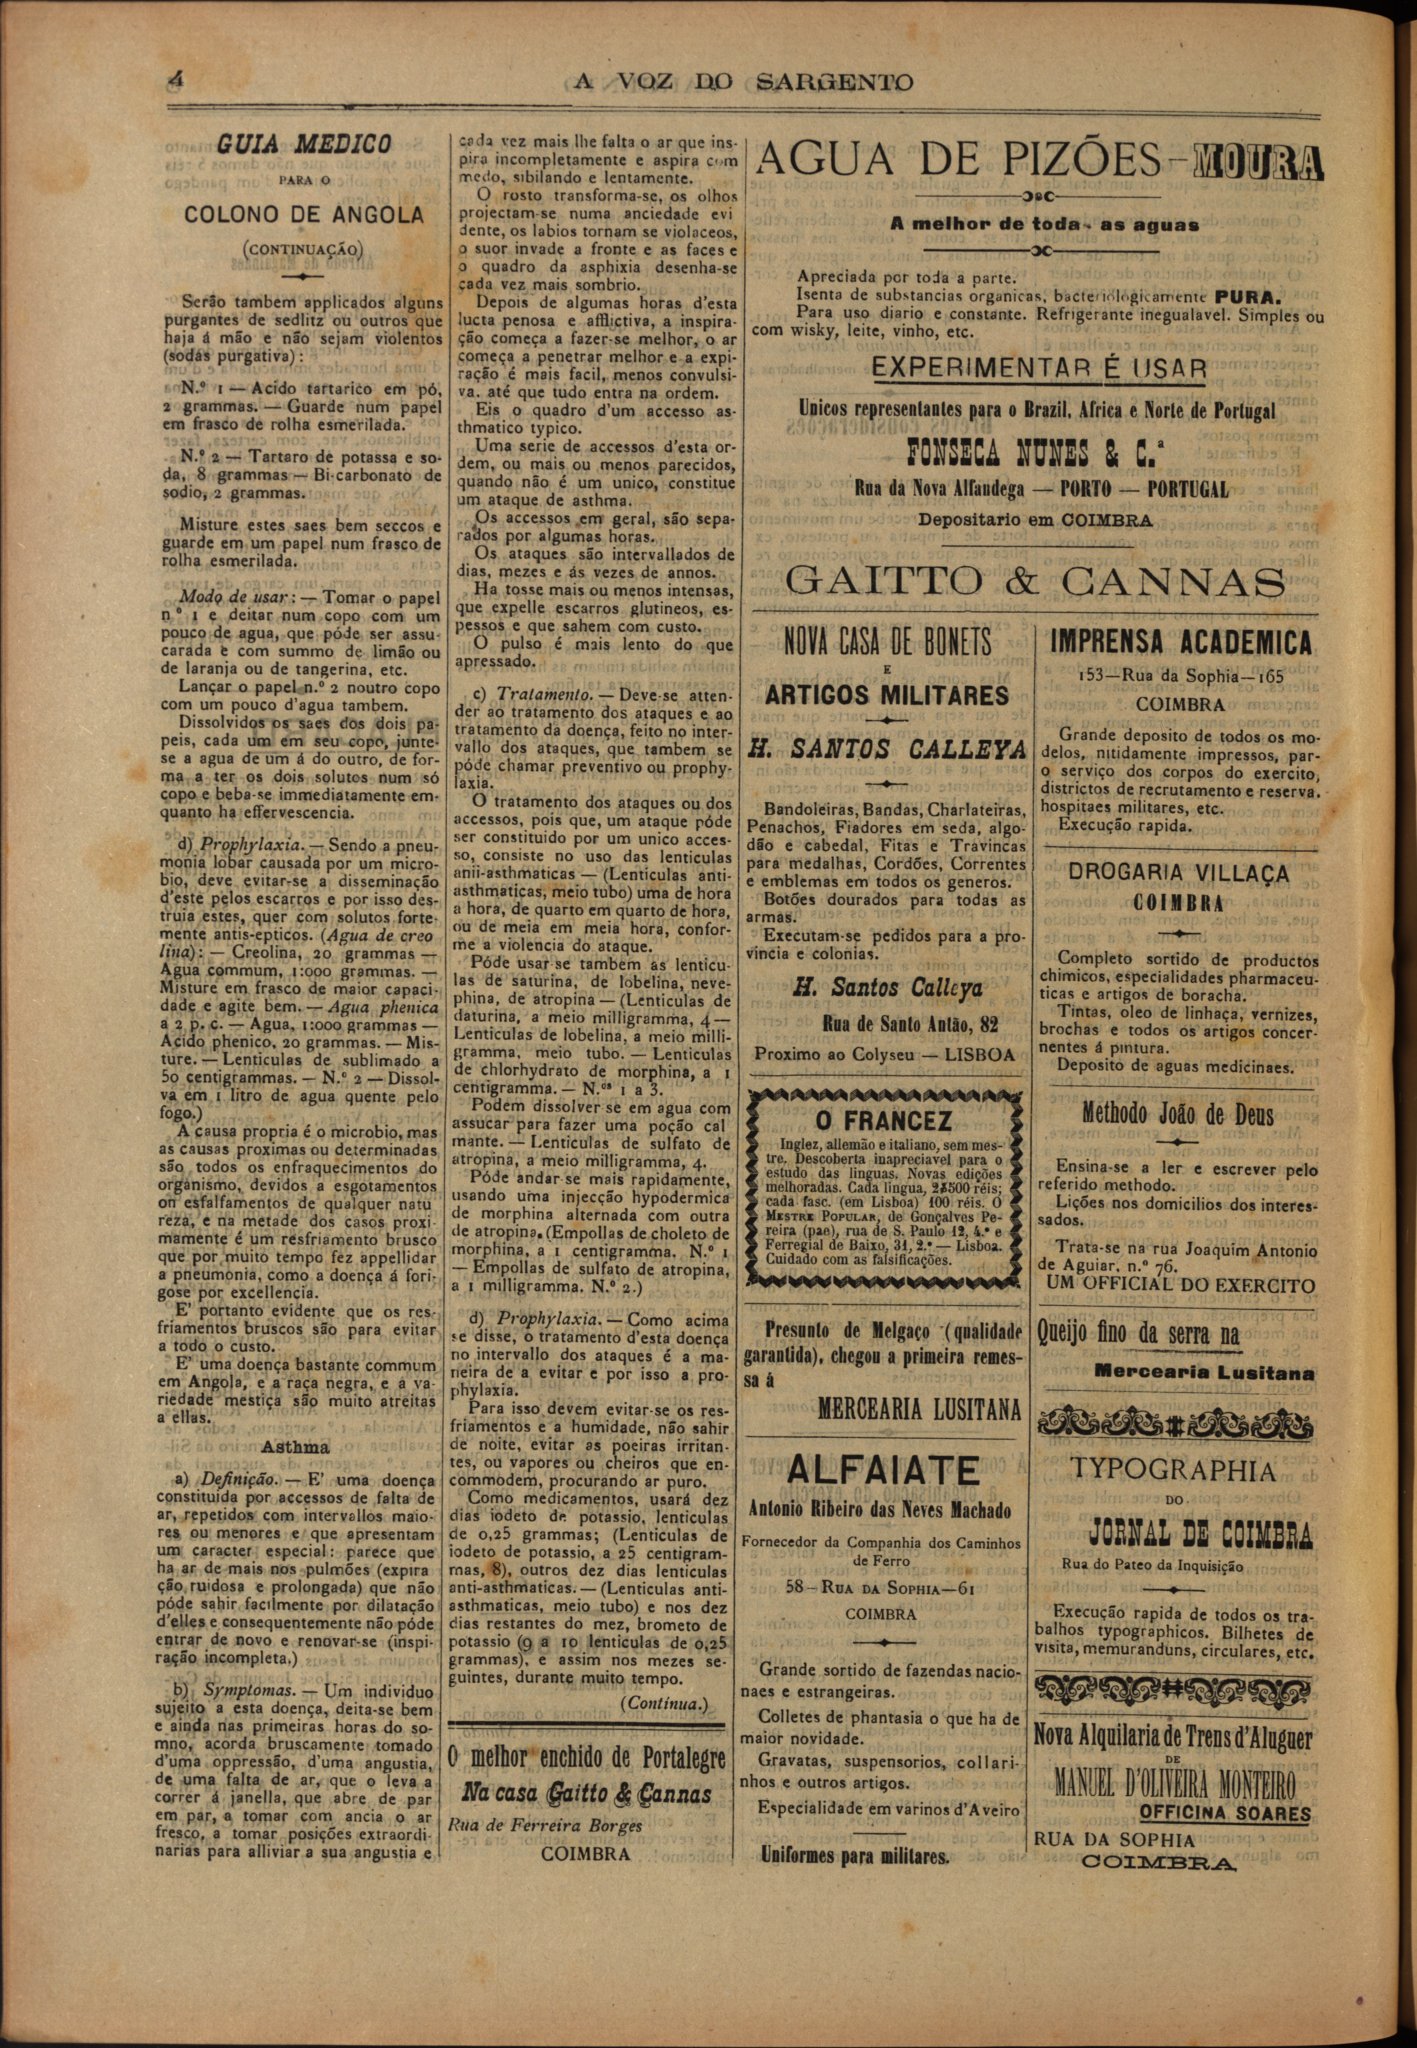 4
A VOZ DO SARGENTO
GUIA MEDICO
PARA O
COLONO DE ANGOLA
(CONTINUAÇÃO)
Serão tambem applicados alguns
purgantes de sedlitz ou outros que
haja á mão e não sejam violentos
(sodas purgativa):
N.º 1 — Acido tartarico em pó,
2 grammas. — Guarde num papel
em frasco de rolha esmerilada.
N.º 2 — Tartaro de potassa e so-
da, 8 grammas — Bi-carbonato de
sodio, 2 grammas.
Misture estes saes bem seccos e
guarde em um papel num frasco de
rolha esmerilada.
Modo de usar: — Tomar o papel
n º 1 e deitar num copo com um
pouco de agua, que póde ser assu-
carada e com summo de limão ou
de laranja ou de tangerina, etc.
Lançar o papel n.º 2 noutro copo
com um pouco d'agua tambem.
Dissolvidos os saes dos dois pa-
peis, cada um em seu copo, junte-
se a agua de um á do outro, de for-
ma a ter os dois solutos num só
copo e beba-se immediatamente em-
quanto ha effervescencia.
d) Prophylaxia. — Sendo a pneu-
monia lobar causada por um micro-
bio, deve evitar-se a disseminação
d'este pelos escarros e por isso des-
truia estes, quer com solutos forte-
mente antis-epticos. (Agua de creo
lina): — Creolina, 20 grammas —
Agua commum, 1:000 grammas. —
Misture em frasco de maior capaci-
dade e agite bem. — Agua phenica
a 2 p. c. — Agua, 1:000 grammas —
Acido phenico, 20 grammas. — Mis-
ture. — Lenticulas de sublimado a
50 centigrammas. — N.º 2 — Dissol-
va em 1 litro de agua quente pelo
fogo.)
A causa propria é o microbio, mas
as causas proximas ou determinadas
são todos os enfraquecimentos do
organismo, devidos a esgotamentos
on esfalfamentos de qualquer natu
reza, e na metade dos casos proxi-
mamente é um resfriamento brusco
que por muito tempo fez appellidar
a pneumonia, como a doença á fori-
gose por excellencia.
E' portanto evidente que os res-
friamentos bruscos são para evitar
a todo o custo.
E' uma doença bastante commum
em Angola, e a raça negra, e a va-
riedade mestiça são muito atreitas
a ellas.
Asthma
a) Definição. — E' uma doença
constituida por accessos de falta de
ar, repetidos com intervallos maio-
res ou menores e que apresentam
um caracter especial: parece que
ha ar de mais nos pulmões (expira
ção ruidosa e prolongada) que não
póde sahir facilmente por dilatação
d'elles e consequentemente não póde
entrar de novo e renovar-se (inspi-
ração incompleta.)
b) Symptomas. — Um individuo
sujeito a esta doença, deita-se bem
e ainda nas primeiras horas do so-
mno, acorda bruscamente tomado
d'uma oppressão, d'uma angustia,
de uma falta de ar, que o leva a
correr á janella, que abre de par
em par, a tomar com ancia o ar
fresco, a tomar posições extraordi-
narias para alliviar a sua angustia e
cada vez mais lhe falta o ar que ins-
pira incompletamente e aspira com
medo, sibilando e lentamente.
O rosto transforma-se, os olhos
projectam-se numa anciedade evi
dente, os labios tornam se violaceos,
o suor invade a fronte e as faces e
o quadro da asphixia desenha-se
cada vez mais sombrio.
Depois de algumas horas d'esta
lucta penosa e afflictiva, a inspira-
ção começa a fazer-se melhor, o ar
começa a penetrar melhor e a expi-
ração é mais facil, menos convulsi-
va. até que tudo entra na ordem.
Eis o quadro d'um accesso as-
thmatico typico.
Uma serie de accessos d'esta or-
dem, ou mais ou menos parecidos,
quando não é um unico, constitue
um ataque de asthma.
Os accessos em geral, são sepa-
rados por algumas horas.
Os ataques são intervallados de
dias, mezes e ás vezes de annos.
Ha tosse mais ou menos intensas,
que expelle escarros glutineos, es-
pessos e que sahem com custo.
O pulso é mais lento do que
apressado.
c) Tratamento. — Deve-se atten-
der ao tratamento dos ataques e ao
tratamento da doença, feito no inter-
vallo dos ataques, que tambem se
póde chamar preventivo ou prophy-
laxia.
O tratamento dos ataques ou dos
accessos, pois que, um ataque póde
ser constituido por um unico acces-
so, consiste no uso das lenticulas
anii-asthmaticas — (Lenticulas anti-
asthmaticas, meio tubo) uma de hora
a hora, de quarto em quarto de hora,
ou de meia em meia hora, confor-
me a violencia do ataque.
Póde usar-se tambem as lenticu-
las de saturina, de lobelina, neve-
phina, de atropina — (Lenticulas de
daturina, a meio milligramma, 4 —
Lenticulas de lobelina, a meio milli-
gramma, meio tubo. — Lenticulas
de chlorhydrato de morphina, a 1
centigramma. — N.os 1 a 3.
Podem dissolver se em agua com
assucar para fazer uma poção cal
mante. — Lenticulas de sulfato de
atropina, a meio milligramma, 4.
Póde andar-se mais rapidamente,
usando uma injecção hypodermica
de morphina alternada com outra
de atropina. (Empollas de choleto de
morphina, a 1 centigramma. N.º 1
— Empollas de sulfato de atropina,
a 1 milligramma. N.º 2.)
d) Prophylaxia. — Como acima
se disse, o tratamento d'esta doença
no intervallo dos ataques é a ma-
neira de a evitar e por isso a pro-
phylaxia.
Para isso devem evitar-se os res-
friamentos e a humidade, não sahir
de noite, evitar as poeiras irritan-
tes, ou vapores ou cheiros que en-
commodem, procurando ar puro.
Como medicamentos, usará dez
dias iodeto de potassio, lenticulas
de 0,25 grammas; (Lenticulas de
iodeto de potassio, a 25 centigram-
mas, 8), outros dez dias lenticulas
anti-asthmaticas. — (Lenticulas anti-
asthmaticas, meio tubo) e nos dez
dias restantes do mez, brometo de
potassio (9 a 10 lenticulas de 0,25
grammas), e assim nos mezes se-
guintes, durante muito tempo.
(Continua.)
O melhor enchido de Portalegre
Na casa Gaitto & Cannas
Rua de Ferreira Borges
COIMBRA
AGUA DE PIZÕES-MOURA
A melhor de toda- as aguas
Apreciada por toda a parte.
Isenta de substancias organicas, bacteriologicamente PURA.
Para uso diario e constante. Refrigerante inegualavel. Simples ou
com wisky, leite, vinho, etc.
EXPERIMENTAR É USAR
Unicos representantes para o Brazil, Africa e Norte de Portugal
FONSECA NUNES & C.ª
Rua da Nova Alfandega — PORTO — PORTUGAL
Depositario em COIMBRA
GAITTO & CANNAS
NOVA CASA DE BONETS
E
ARTIGOS MILITARES
H. SANTOS CALLEYA
Bandoleiras, Bandas, Charlateiras,
Penachos, Fiadores em seda, algo-
dão e cabedal, Fitas e Travincas
para medalhas, Cordões, Correntes
e emblemas em todos os generos.
Botões dourados para todas as
armas.
Executam-se pedidos para a pro-
vincia e colonias.
H. Santos Calleya
Rua de Santo Antão, 82
Proximo ao Colyseu — LISBOA
O FRANCEZ
Inglez, allemão e italiano, sem mes-
tre. Descoberta inapreciavel para o
estudo das linguas. Novas edições
melhoradas. Cada lingua, 2$500 réis;
cada fasc. (em Lisboa) 100 réis. O
MESTRE POPULAR, de Gonçalves Pe-
reira (pae), rua de S. Paulo 12, 4.º e
Ferregial de Baixo, 31, 2.º — Lisboa.
Cuidado com as falsificações.
Presunto de Melgaço (qualidade
garantida), chegou a primeira remes-
sa á
MERCEARIA LUSITANA
ALFAIATE
Antonio Ribeiro das Neves Machado
Fornecedor da Companhia dos Caminhos
de Ferro
58 — RUA DA SOPHIA — 61
COIMBRA
Grande sortido de fazendas nacio-
naes e estrangeiras.
Colletes de phantasia o que ha de
maior novidade.
Gravatas, suspensorios, collari-
nhos e outros artigos.
Especialidade em varinos d'Aveiro
Uniformes para militares.
IMPRENSA ACADEMICA
153—Rua da Sophia—165
COIMBRA
Grande deposito de todos os mo-
delos, nitidamente impressos, par-
o serviço dos corpos do exercito,
districtos de recrutamento e reserva.
hospitaes militares, etc.
Execução rapida.
DROGARIA VILLAÇA
COIMBRA
Completo sortido de productos
chimicos, especialidades pharmaceu-
ticas e artigos de boracha.
Tintas, oleo de linhaça, vernizes,
brochas e todos os artigos concer-
nentes á pintura.
Deposito de aguas medicinaes.
Methodo João de Deus
Ensina-se a ler e escrever pelo
referido methodo.
Lições nos domicilios dos interes-
sados.
Trata-se na rua Joaquim Antonio
de Aguiar, n.º 76.
UM OFFICIAL DO EXERCITO
Queijo fino da serra na
Mercearia Lusitana
TYPOGRAPHIA
DO
JORNAL DE COIMBRA
Rua do Pateo da Inquisição
Execução rapida de todos os tra-
balhos typographicos. Bilhetes de
visita, memuranduns, circulares, etc.
Nova Alquilaria de Trens d'Aluguer
DE
MANUEL D'OLIVEIRA MONTEIRO
OFFICINA SOARES
RUA DA SOPHIA
COIMBRA